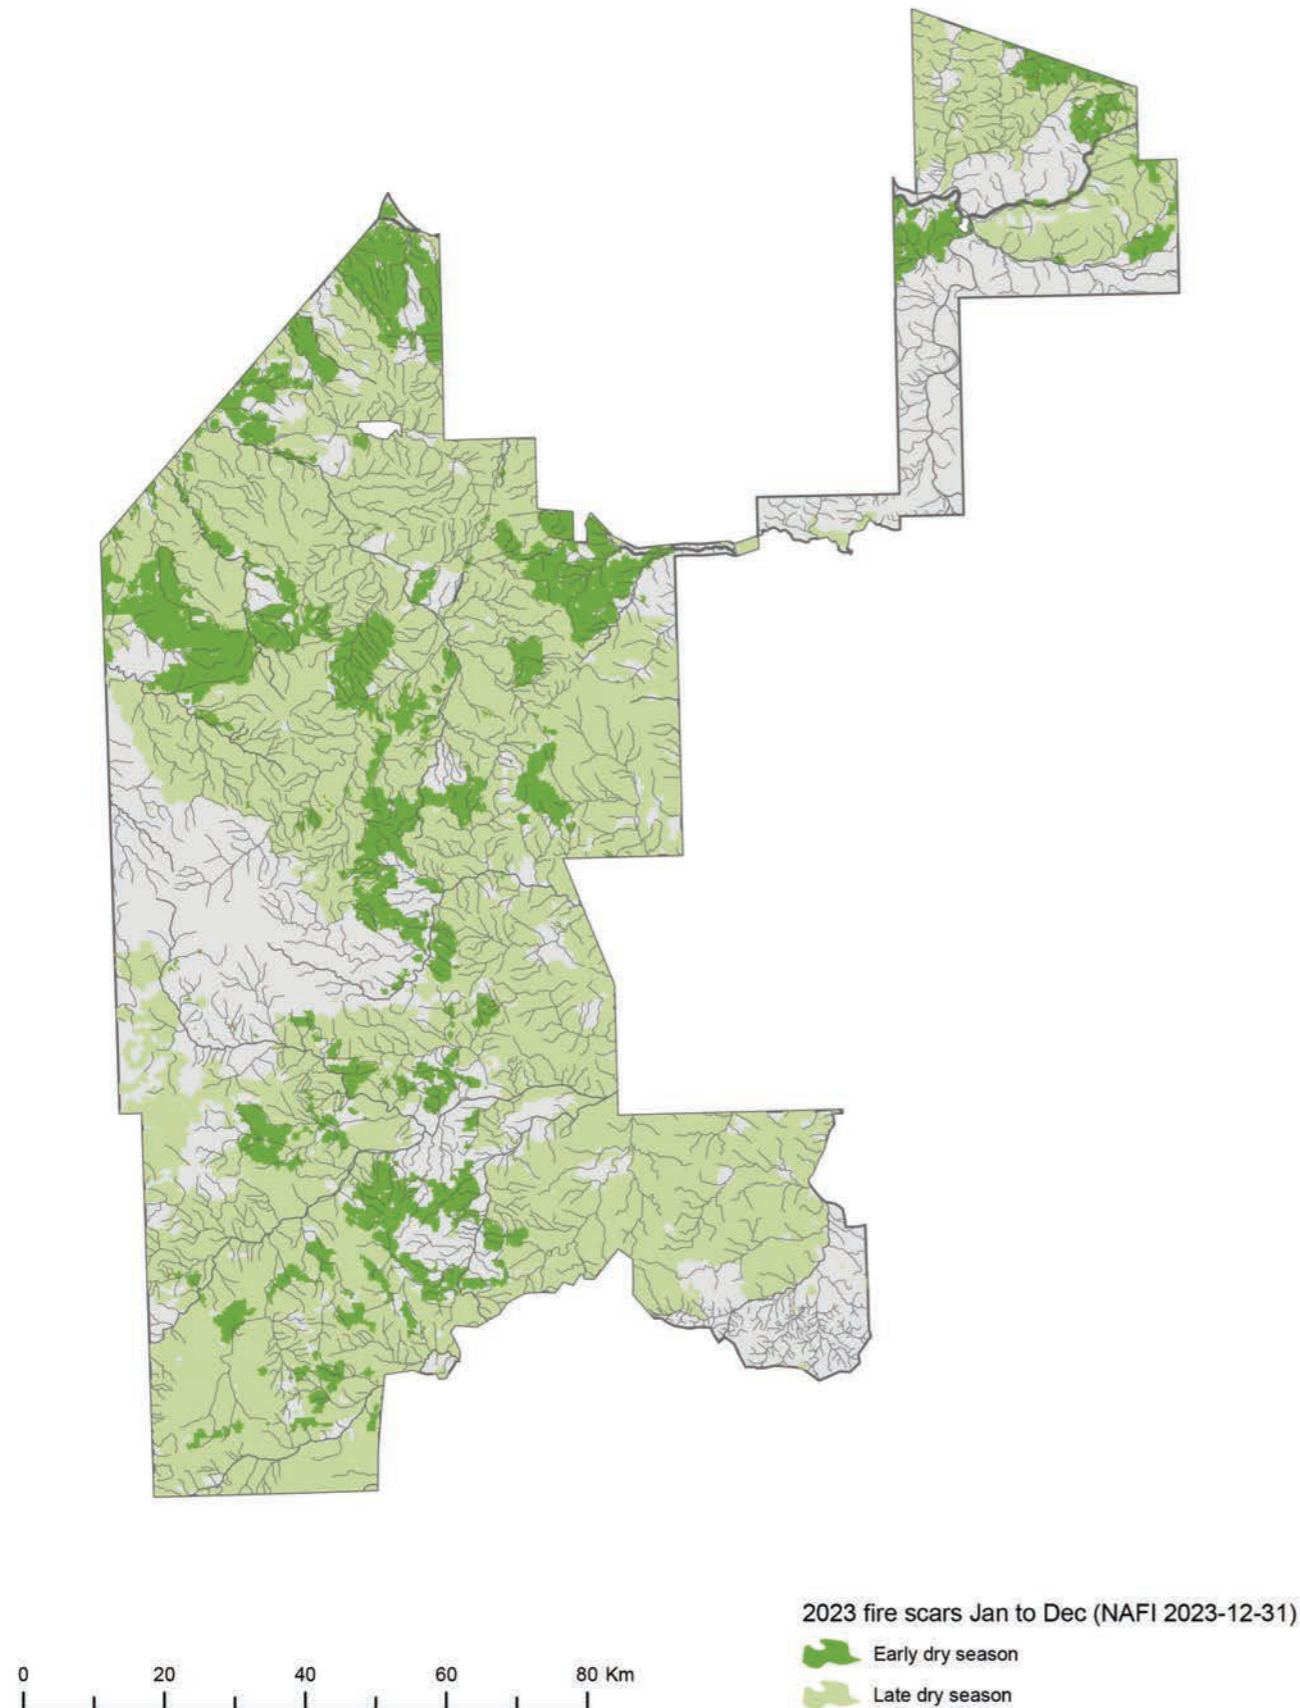 2023 fire scars Jan to Dec (NAFI 2023-12-31)
Early dry season
Late dry season
0 20 40 60 80 Km